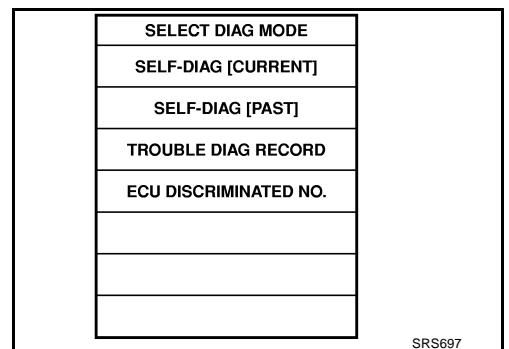 SELECT DIAG MODE
SELF-DIAG [CURRENT]
SELF-DIAG [PAST]
TROUBLE DIAG RECORD
ECU DISCRIMINATED NO.
SRS697